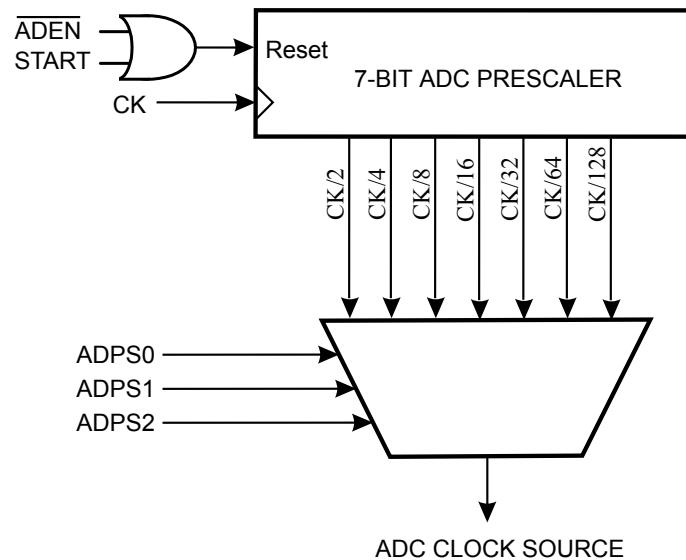 ADEN
START
Reset
7-BIT ADC PRESCALER
CK
CK/2
CK/4
CK/8
CK/16
CK/32
CK/64
CK/128
ADPS0
ADPS1
ADPS2
ADC CLOCK SOURCE